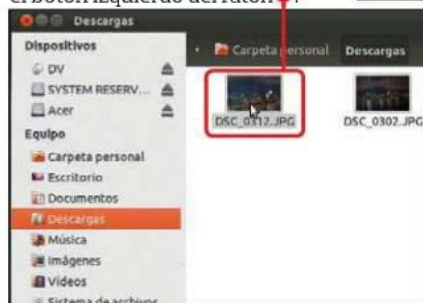 el botón izquierdo del ratón
Descargas
Dispositivos
DV
SYSTEM RESERV...
Acer
Equipo
Carpeta personal
Escritorio
Documentos
Descargas
Música
Imágenes
Vídeos
Sistema de archivos
Carpeta personal
Descargas
DSC_0312.JPG
DSC_0302.JPG